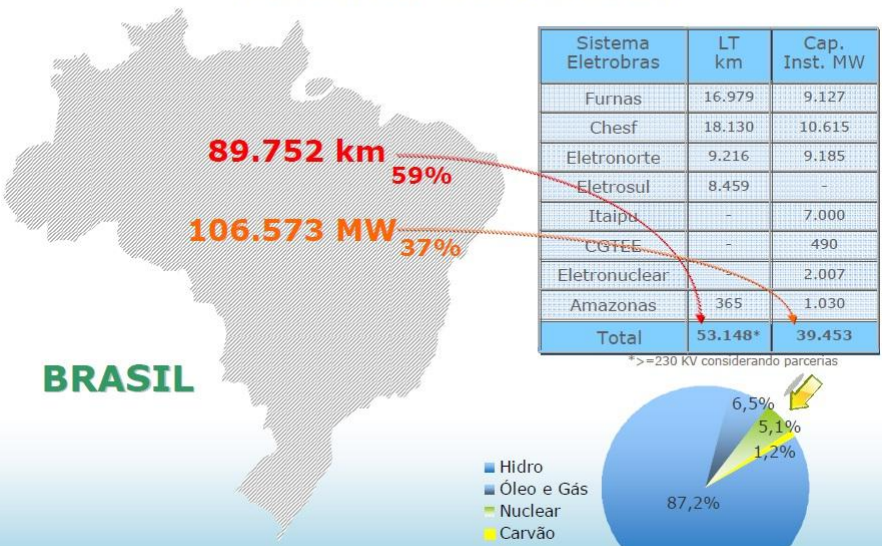 Sistema Eletrobras LT km Cap. Inst. MW
Furnas 16.979 9.127
Chesf 18.130 10.615
Eletronorte 9.216 9.185
Eletrosul 8.459 -
Itaipu - 7.000
CGTEE - 490
Eletronuclear - 2.007
Amazonas 365 1.030
Total 53.148* 39.453
*>=230 KV considerando parcerias
89.752 km
59%
106.573 MW
37%
BRASIL
6,5%
5,1%
1,2%
87,2%
Hidro
Óleo e Gás
Nuclear
Carvão